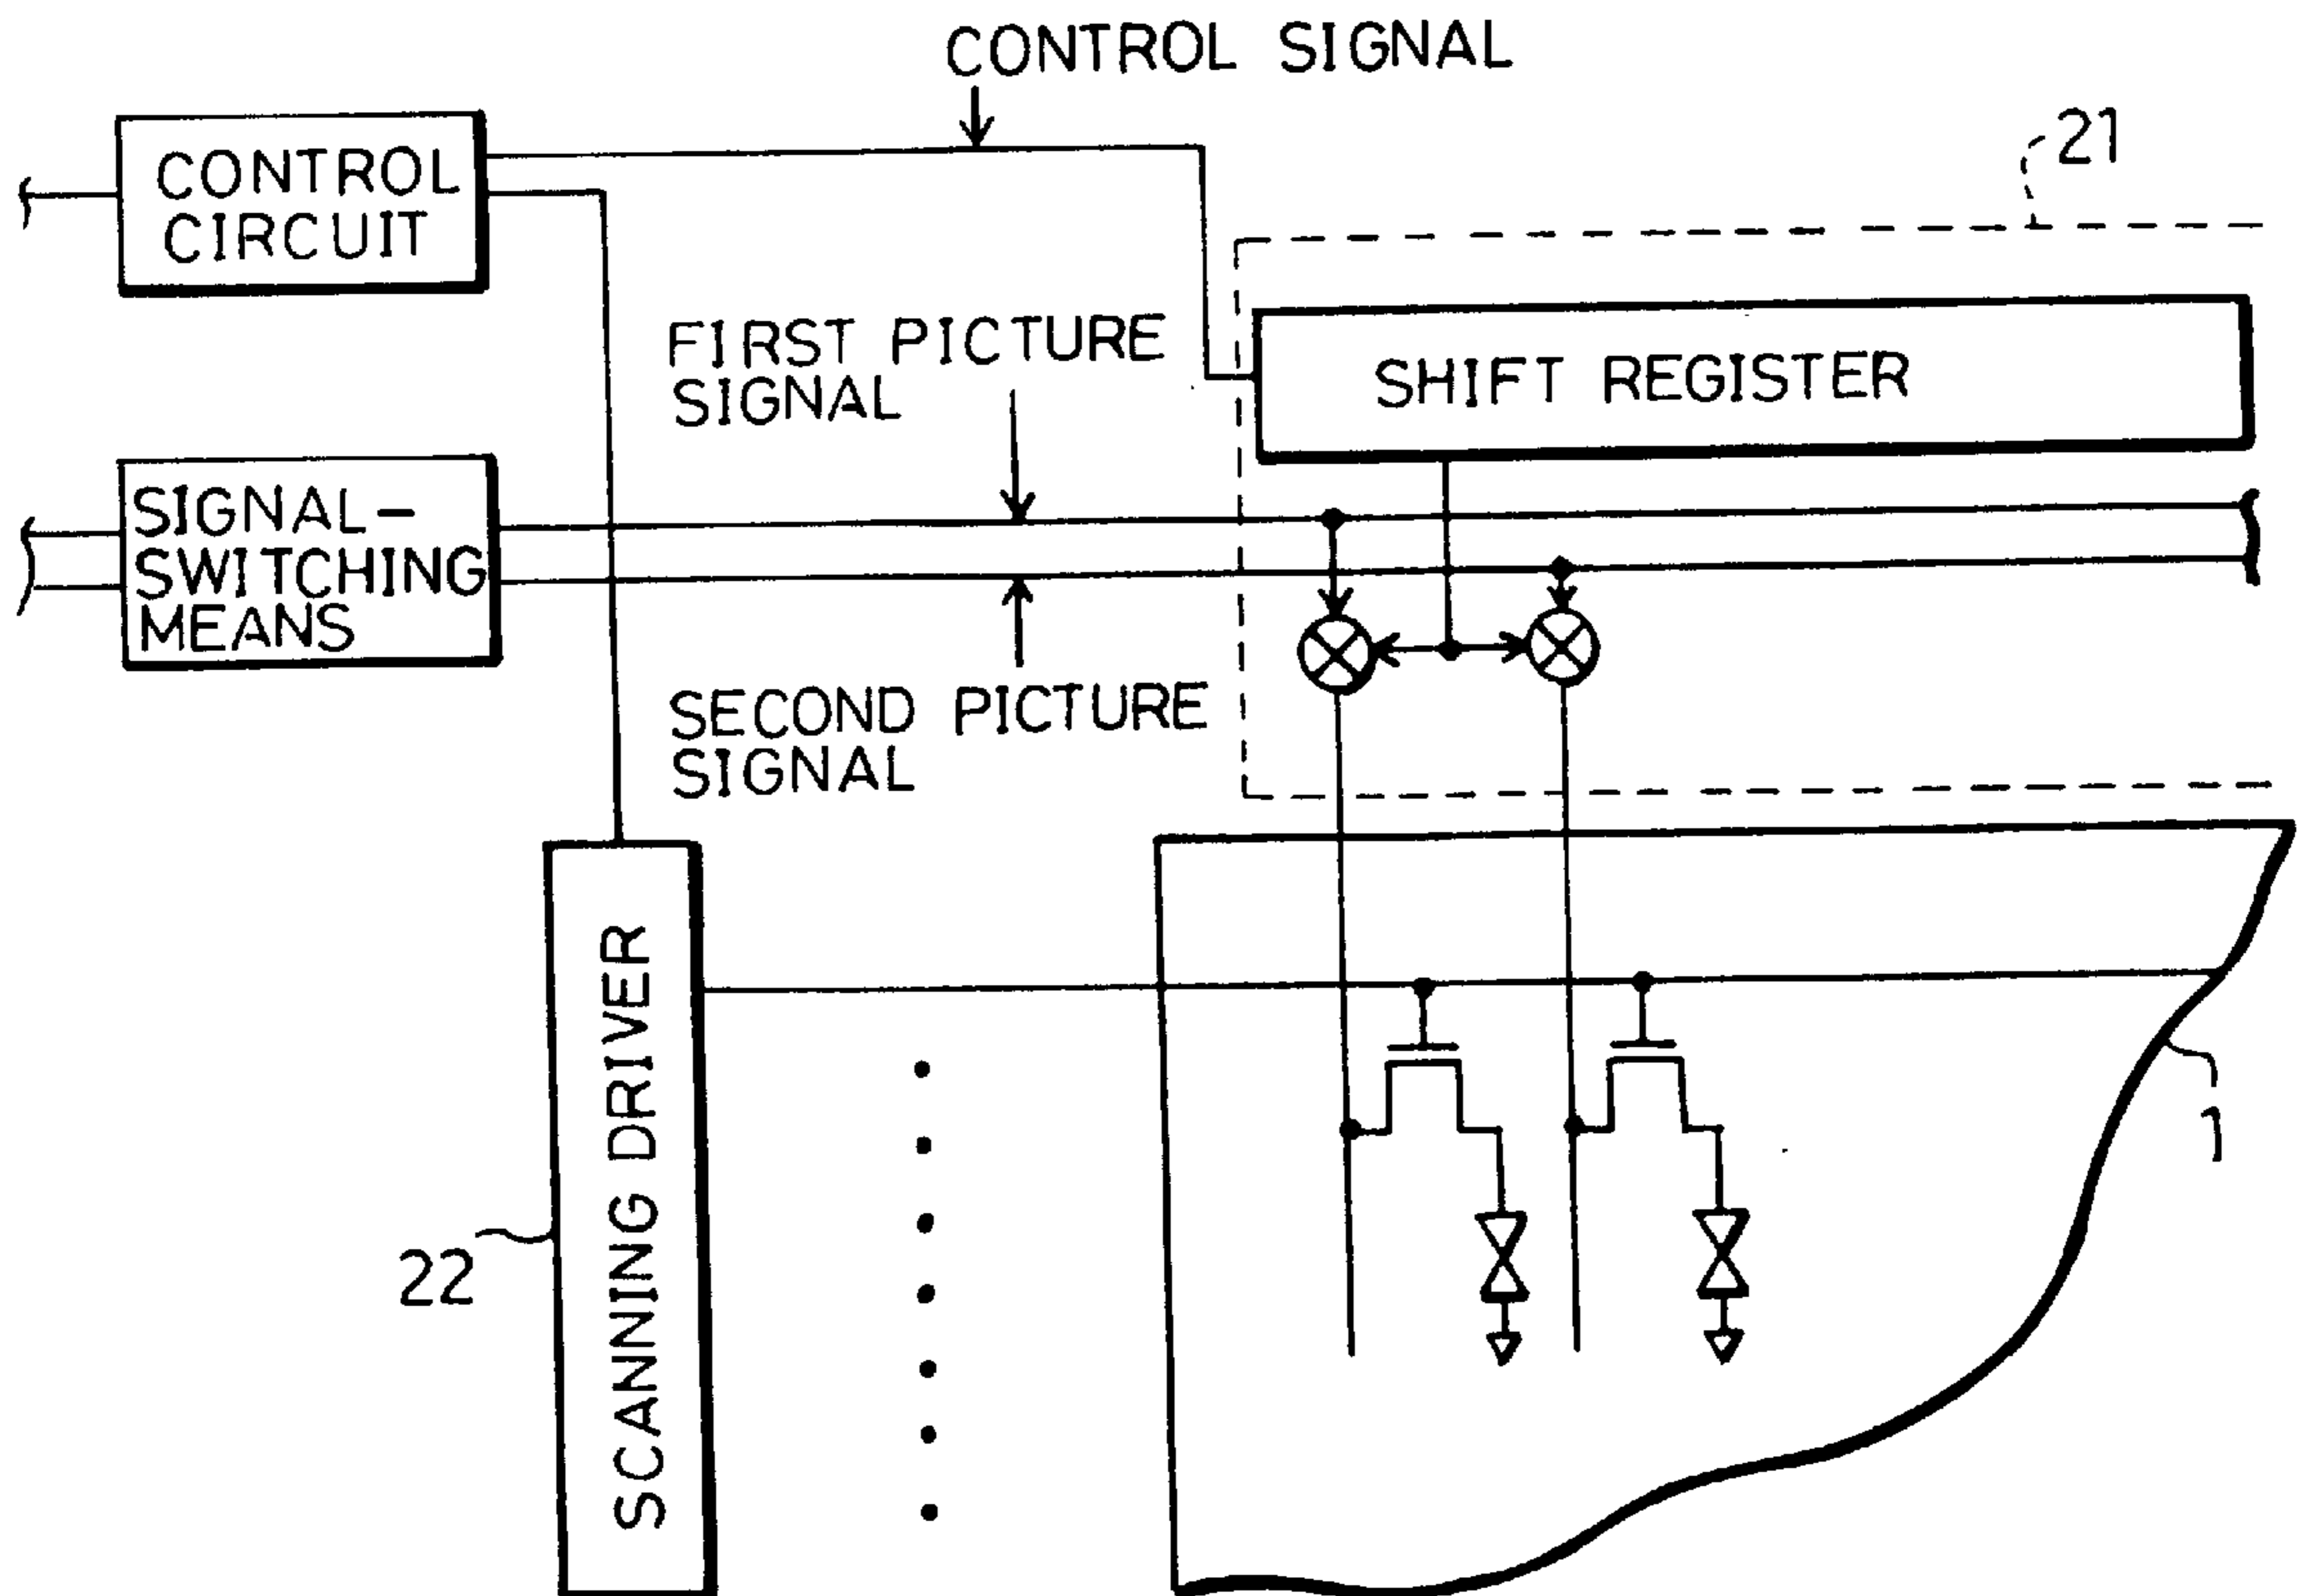 CONTROL SIGNAL
21
CONTROL
CIRCUIT
FIRST PICTURE
SIGNAL
SHIFT REGISTER
SIGNAL-
SWITCHING
MEANS
SECOND PICTURE
SIGNAL
SCANNING DRIVER
22
1